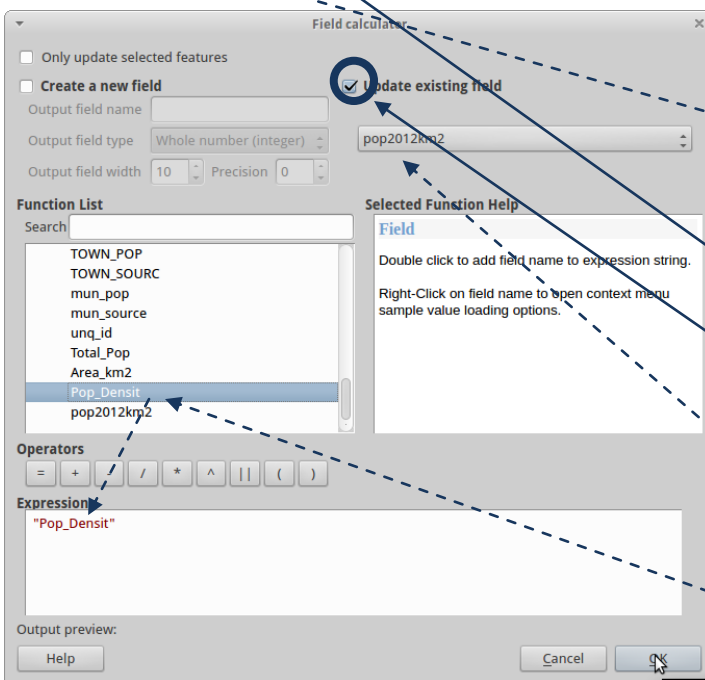 Field calculator
Only update selected features
Create a new field
Update existing field
Output field name
Output field type Whole number (integer)
pop2012km2
Output field width 10 Precision 0
Function List
Selected Function Help
Search
Field
TOWN_POP
TOWN_SOURC
mun_pop
mun_source
unq_id
Total_Pop
Area_km2
Pop_Densit
pop2012km2
Double click to add field name to expression string.
Right-Click on field name to open context menu
sample value loading options.
Operators
= + - / * ^ || ( )
Expression
"Pop_Densit"
Output preview:
Help
Cancel
OK